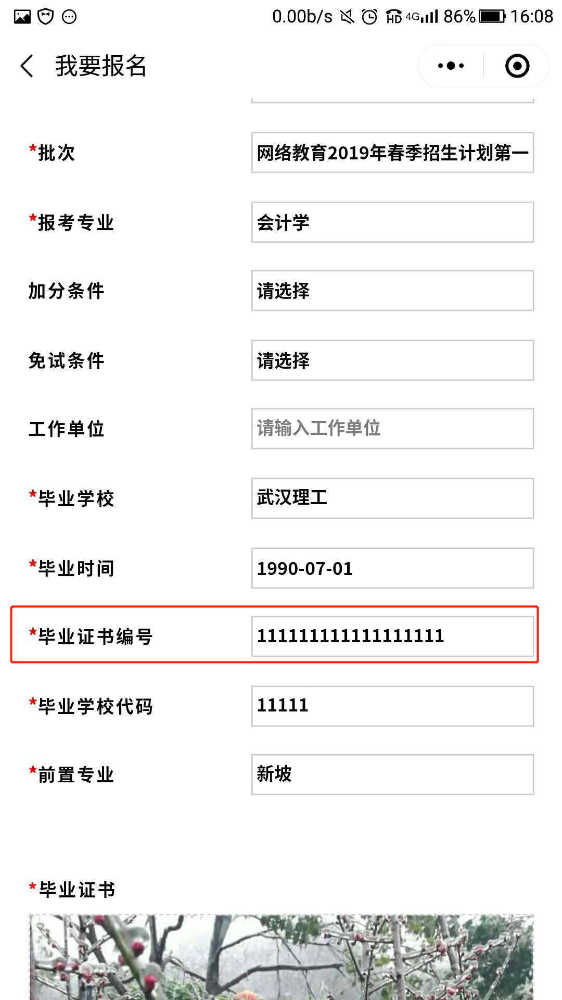 0.00b/s HD 4G 86% 16:08
我要报名
*批次 网络教育2019年春季招生计划第一
*报考专业 会计学
加分条件 请选择
免试条件 请选择
工作单位 请输入工作单位
*毕业学校 武汉理工
*毕业时间 1990-07-01
*毕业证书编号 111111111111111111
*毕业学校代码 11111
*前置专业 新坡
*毕业证书